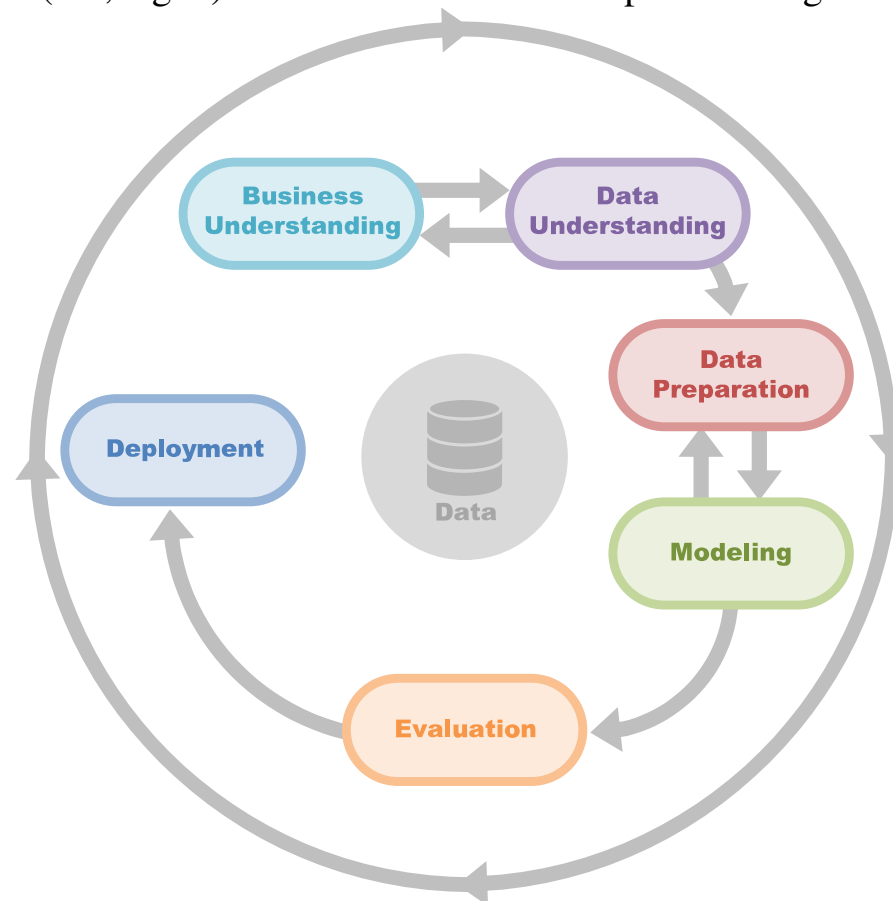 Business
Understanding
Data
Understanding
Data
Preparation
Deployment
Data
Modeling
Evaluation